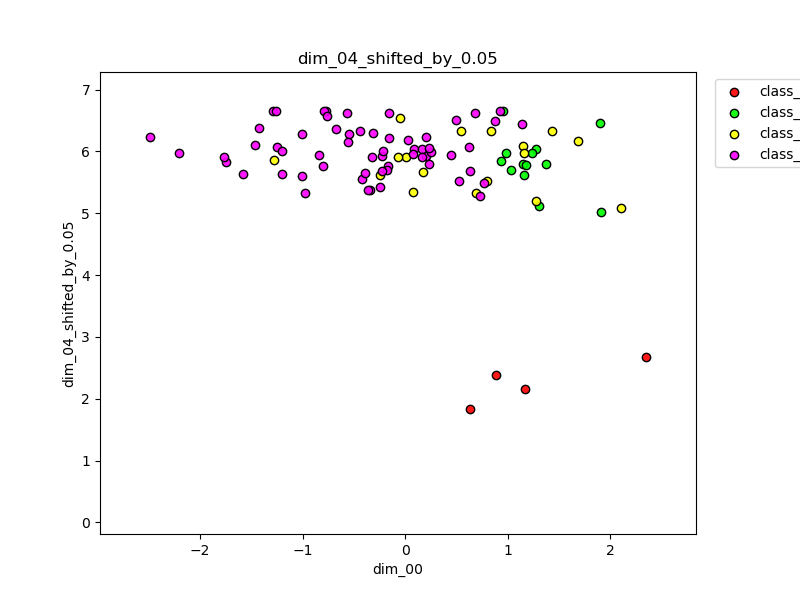 dim_04_shifted_by_0.05
dim_04_shifted_by_0.05
7
6
5
4
3
2
1
0
−2
−1
0
1
2
dim_00
class_
class_
class_
class_